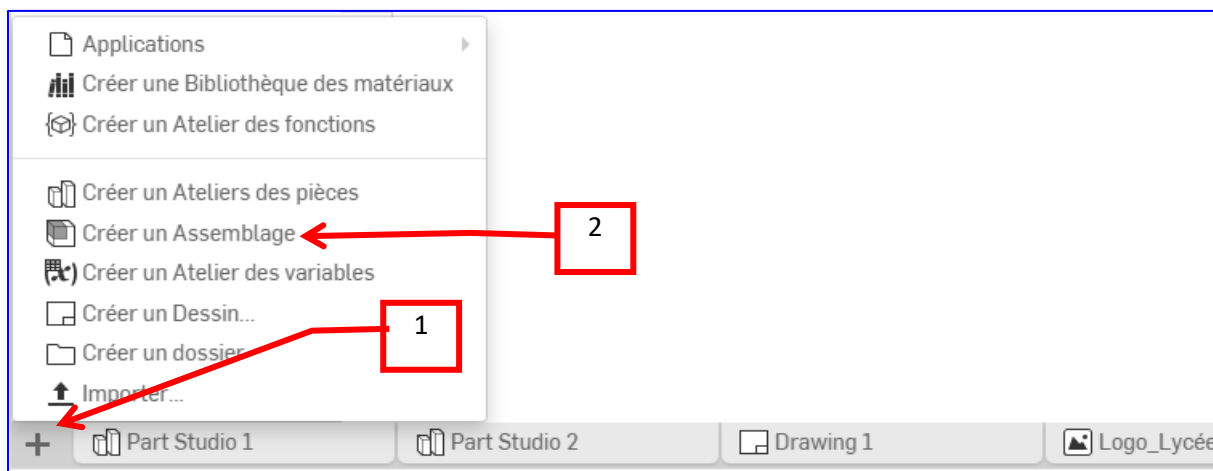 Applications
Créer une Bibliothèque des matériaux
Créer un Atelier des fonctions
Créer un Ateliers des pièces
Créer un Assemblage
2
Créer un Atelier des variables
Créer un Dessin...
1
Créer un dossier
Importer...
Part Studio 1
Part Studio 2
Drawing 1
Logo_Lycée